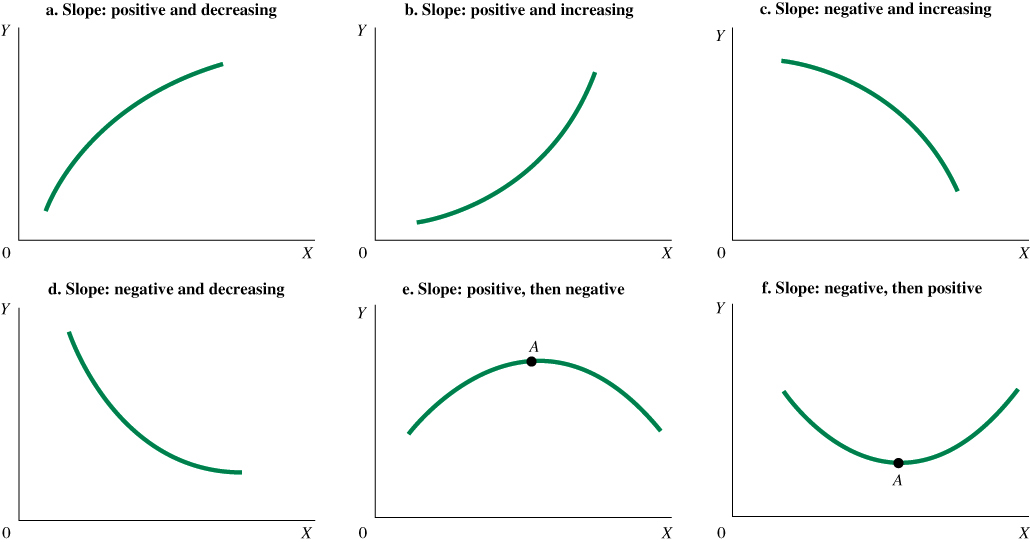 a. Slope: positive and decreasing
Y
0
X
b. Slope: positive and increasing
Y
0
X
c. Slope: negative and increasing
Y
0
X
d. Slope: negative and decreasing
Y
0
X
e. Slope: positive, then negative
Y
A
0
X
f. Slope: negative, then positive
Y
A
0
X